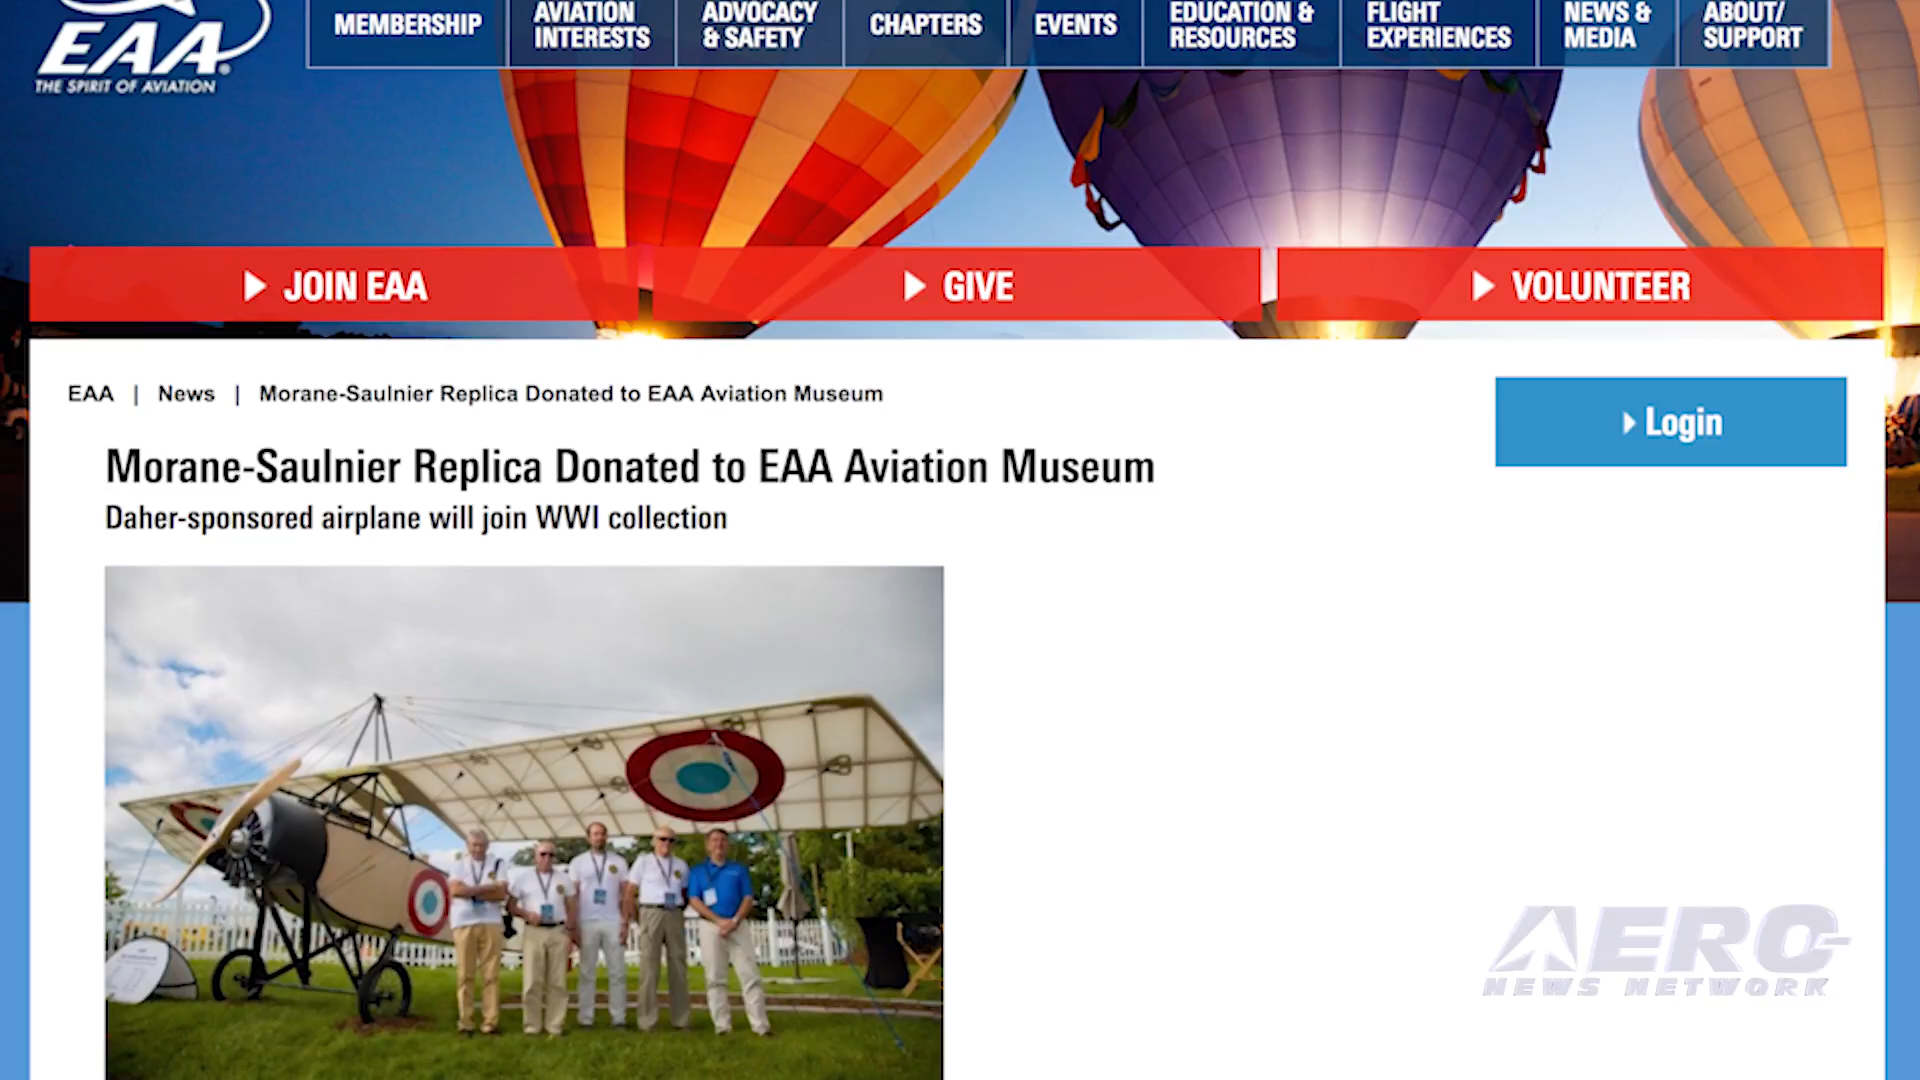 EAA
THE SPIRIT OF AVIATION
MEMBERSHIP
AVIATION
INTERESTS
ADVOCACY
& SAFETY
CHAPTERS
EVENTS
EDUCATION &
RESOURCES
FLIGHT
EXPERIENCES
NEWS &
MEDIA
ABOUT/
SUPPORT
JOIN EAA
GIVE
VOLUNTEER
EAA | News | Morane-Saulnier Replica Donated to EAA Aviation Museum
Login
Morane-Saulnier Replica Donated to EAA Aviation Museum
Daher-sponsored airplane will join WWI collection
AERO
NEWS NETWORK